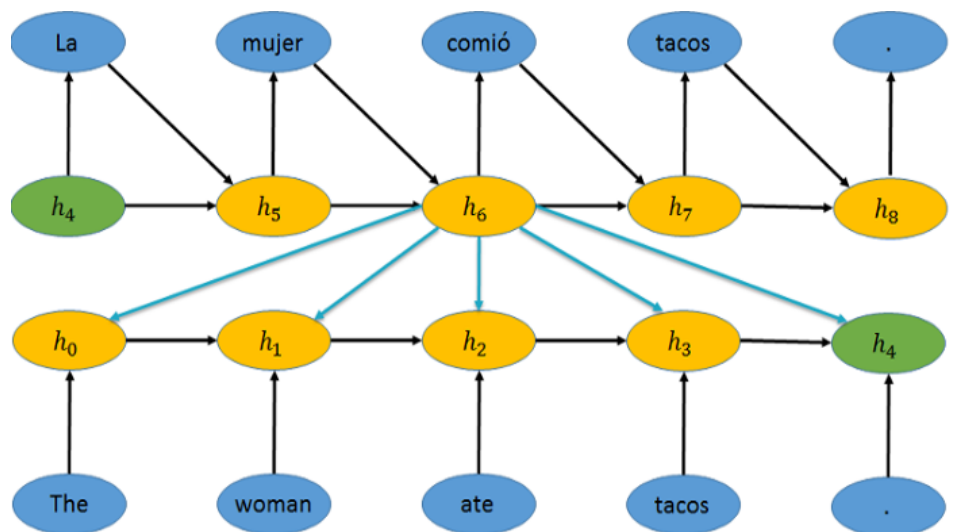 La mujer comió tacos .
h₄ h₅ h₆ h₇ h₈
h₀ h₁ h₂ h₃ h₄
The woman ate tacos .